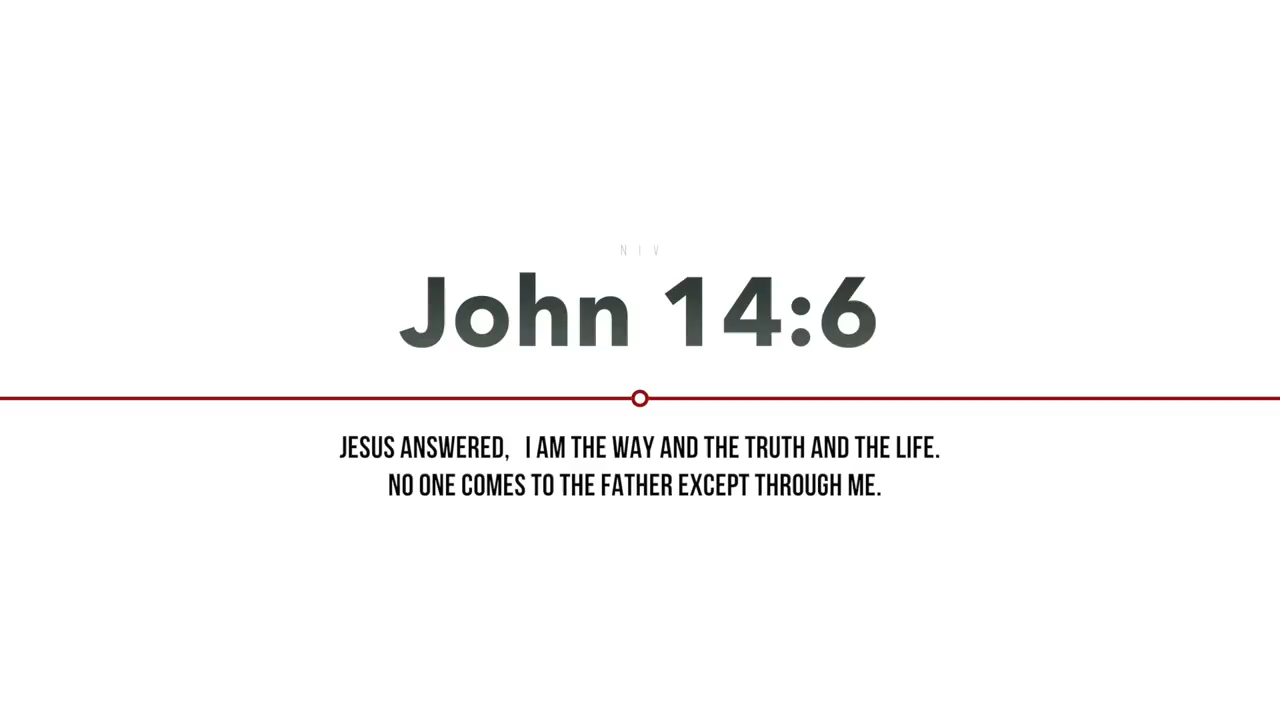 NIV
John 14:6
JESUS ANSWERED, I AM THE WAY AND THE TRUTH AND THE LIFE.
NO ONE COMES TO THE FATHER EXCEPT THROUGH ME.